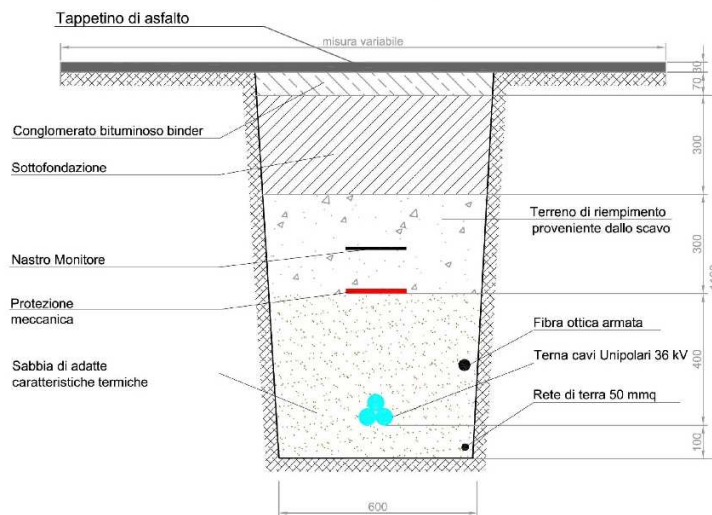 Tappetino di asfalto
misura variabile
30
70
Conglomerato bituminoso binder
300
Sottofondazione
Terreno di riempimento
proveniente dallo scavo
300
Nastro Monitore
Protezione
meccanica
Fibra ottica armata
Sabbia di adatte
caratteristiche termiche
Terna cavi Unipolari 36 kV
400
Rete di terra 50 mmq
100
600